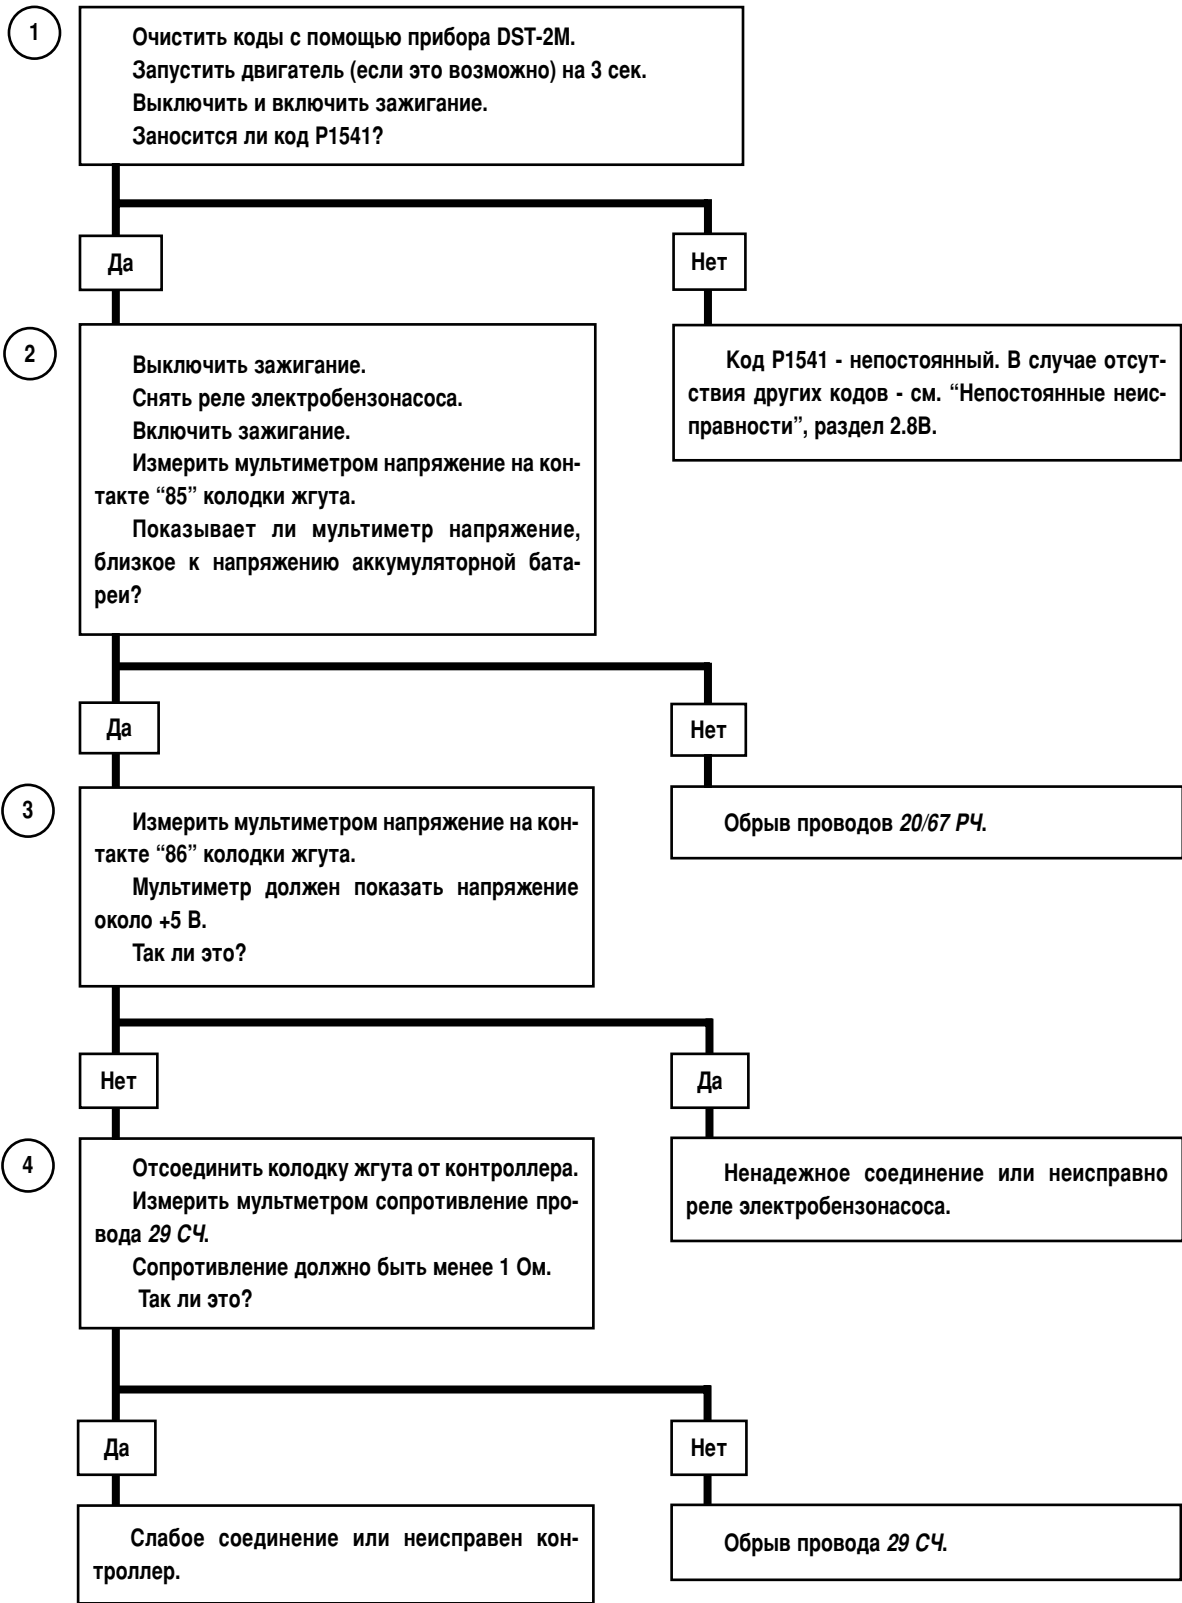 1
Очистить коды с помощью прибора DST-2M.
Запустить двигатель (если это возможно) на 3 сек.
Выключить и включить зажигание.
Заносится ли код P1541?
Да
Нет
2
Выключить зажигание.
Снять реле электробензонасоса.
Включить зажигание.
Измерить мультиметром напряжение на кон-
такте “85” колодки жгута.
Показывает ли мультиметр напряжение,
близкое к напряжению аккумуляторной бата-
реи?
Код P1541 - непостоянный. В случае отсут-
ствия других кодов - см. “Непостоянные неис-
правности”, раздел 2.8В.
Да
Нет
3
Измерить мультиметром напряжение на кон-
такте “86” колодки жгута.
Мультиметр должен показать напряжение
около +5 В.
Так ли это?
Обрыв проводов 20/67 РЧ.
Нет
Да
4
Отсоединить колодку жгута от контроллера.
Измерить мультметром сопротивление про-
вода 29 СЧ.
Сопротивление должно быть менее 1 Ом.
Так ли это?
Ненадежное соединение или неисправно
реле электробензонасоса.
Да
Нет
Слабое соединение или неисправен кон-
троллер.
Обрыв провода 29 СЧ.